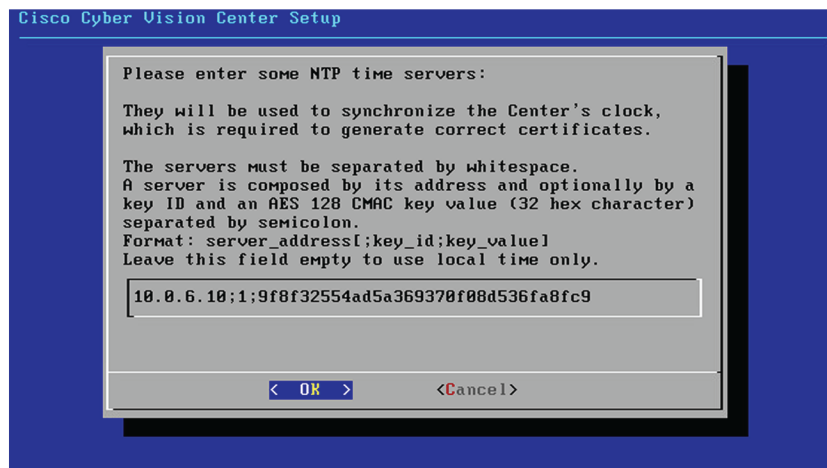 Cisco Cyber Vision Center Setup
Please enter some NTP time servers:
They will be used to synchronize the Center's clock,
which is required to generate correct certificates.
The servers must be separated by whitespace.
A server is composed by its address and optionally by a
key ID and an AES 128 CMAC key value (32 hex character)
separated by semicolon.
Format: server_address[;key_id;key_value]
Leave this field empty to use local time only.
10.0.6.10;1;9f8f32554ad5a369370f08d536fa8fc9
< OK > <Cancel>